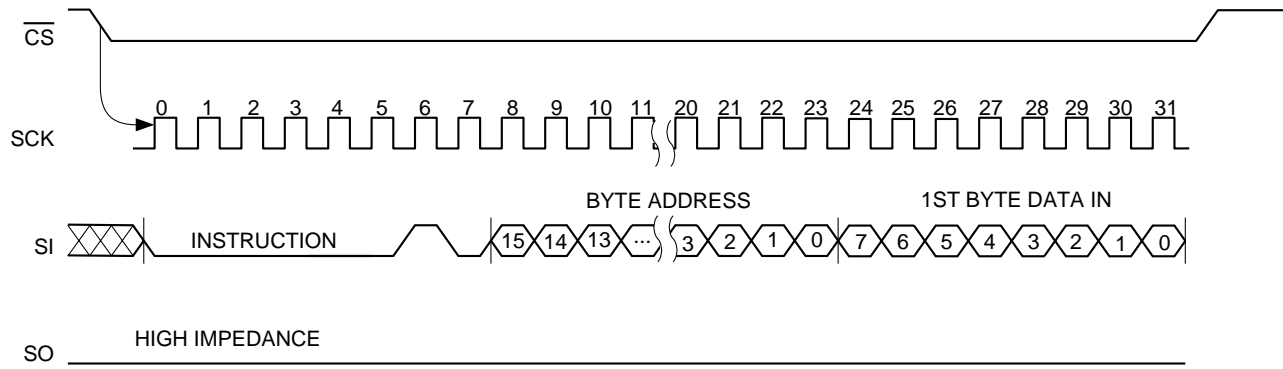 CS
0 1 2 3 4 5 6 7 8 9 10 11 20 21 22 23 24 25 26 27 28 29 30 31
SCK
BYTE ADDRESS 1ST BYTE DATA IN
SI INSTRUCTION 15 14 13 ... 3 2 1 0 7 6 5 4 3 2 1 0
HIGH IMPEDANCE
SO